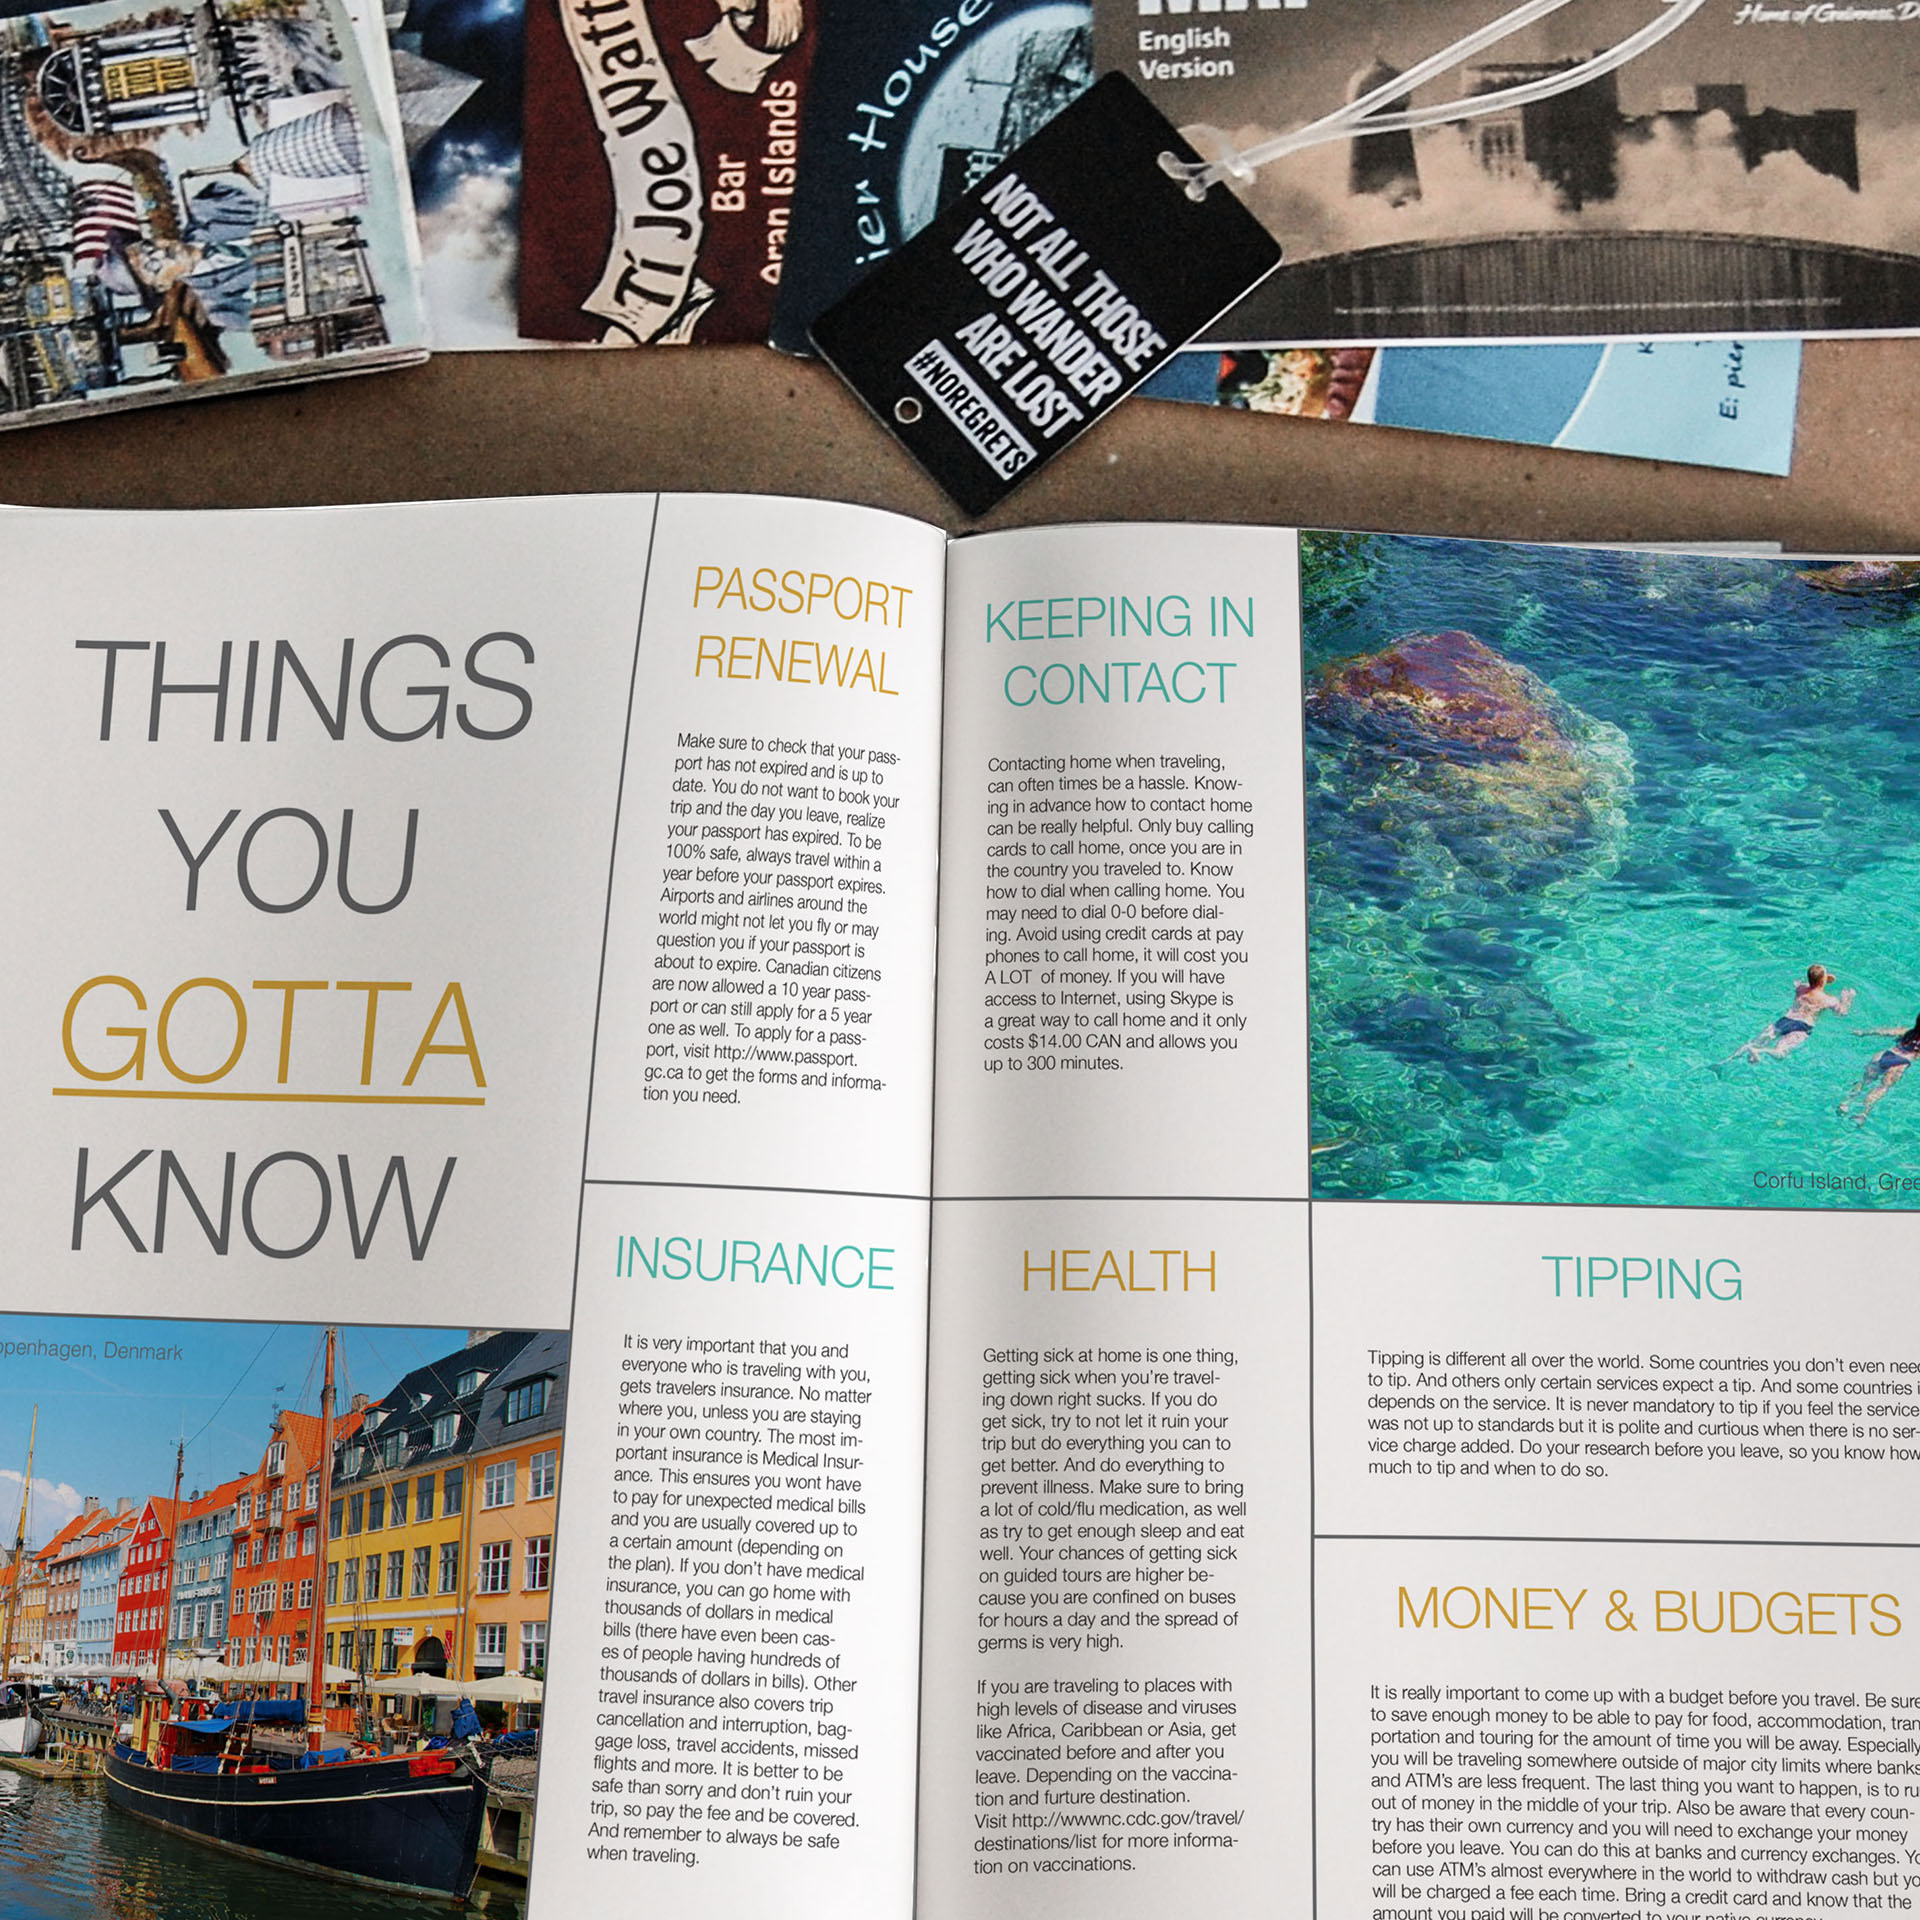 English
Version
Tí Joe Watt
Bar
Aran Islands
ier House
NOT ALL THOSE
WHO WANDER
ARE LOST
#NOREGRETS
THINGS
YOU
GOTTA
KNOW
PASSPORT
RENEWAL
Make sure to check that your pass-
port has not expired and is up to
date. You do not want to book your
trip and the day you leave, realize
your passport has expired. To be
100% safe, always travel within a
year before your passport expires.
Airports and airlines around the
world might not let you fly or may
question you if your passport is
about to expire. Canadian citizens
are now allowed a 10 year pass-
port or can still apply for a 5 year
one as well. To apply for a pass-
port, visit http://www.passport.
gc.ca to get the forms and informa-
tion you need.
KEEPING IN
CONTACT
Contacting home when traveling,
can often times be a hassle. Know-
ing in advance how to contact home
can be really helpful. Only buy calling
cards to call home, once you are in
the country you traveled to. Know
how to dial when calling home. You
may need to dial 0-0 before dial-
ing. Avoid using credit cards at pay
phones to call home, it will cost you
A LOT of money. If you will have
access to Internet, using Skype is
a great way to call home and it only
costs $14.00 CAN and allows you
up to 300 minutes.
Corfu Island, Gree
openhagen, Denmark
INSURANCE
It is very important that you and
everyone who is traveling with you,
gets travelers insurance. No matter
where you, unless you are staying
in your own country. The most im-
portant insurance is Medical Insur-
ance. This ensures you wont have
to pay for unexpected medical bills
and you are usually covered up to
a certain amount (depending on
the plan). If you don't have medical
insurance, you can go home with
thousands of dollars in medical
bills (there have even been cas-
es of people having hundreds of
thousands of dollars in bills). Other
travel insurance also covers trip
cancellation and interruption, bag-
gage loss, travel accidents, missed
flights and more. It is better to be
safe than sorry and don't ruin your
trip, so pay the fee and be covered.
And remember to always be safe
when traveling.
HEALTH
Getting sick at home is one thing,
getting sick when you're travel-
ing down right sucks. If you do
get sick, try to not let it ruin your
trip but do everything you can to
get better. And do everything to
prevent illness. Make sure to bring
a lot of cold/flu medication, as well
as try to get enough sleep and eat
well. Your chances of getting sick
on guided tours are higher be-
cause you are confined on buses
for hours a day and the spread of
germs is very high.
If you are traveling to places with
high levels of disease and viruses
like Africa, Caribbean or Asia, get
vaccinated before and after you
leave. Depending on the vaccina-
tion and furture destination.
Visit http://wwwnc.cdc.gov/travel/
destinations/list for more informa-
tion on vaccinations.
TIPPING
Tipping is different all over the world. Some countries you don't even need
to tip. And others only certain services expect a tip. And some countries i
depends on the service. It is never mandatory to tip if you feel the service
was not up to standards but it is polite and curtious when there is no ser-
vice charge added. Do your research before you leave, so you know how
much to tip and when to do so.
MONEY & BUDGETS
It is really important to come up with a budget before you travel. Be sure
to save enough money to be able to pay for food, accommodation, tran
portation and touring for the amount of time you will be away. Especially
you will be traveling somewhere outside of major city limits where banks
and ATM's are less frequent. The last thing you want to happen, is to ru
out of money in the middle of your trip. Also be aware that every coun-
try has their own currency and you will need to exchange your money
before you leave. You can do this at banks and currency exchanges. Yo
can use ATM's almost everywhere in the world to withdraw cash but yo
will be charged a fee each time. Bring a credit card and know that the
amount you paid will be converted to your native currency